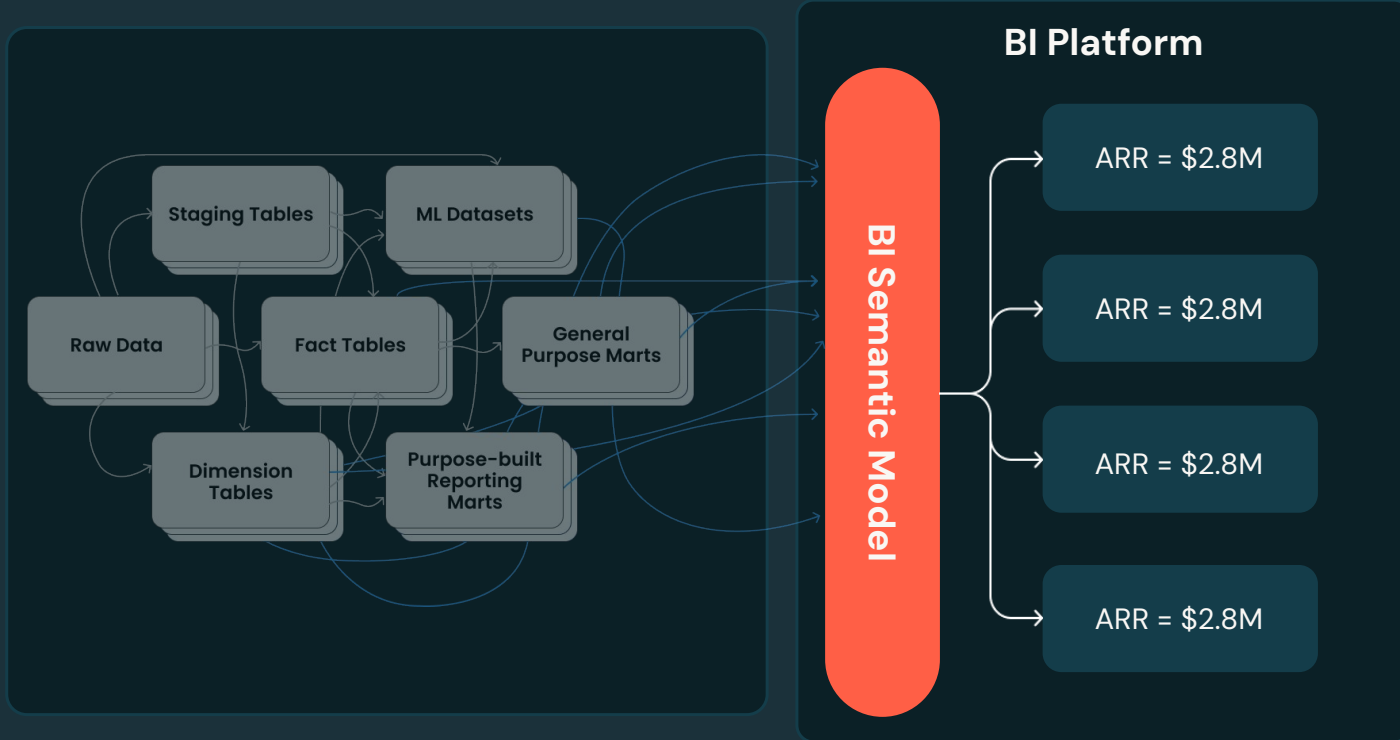 BI Platform
Staging Tables
ML Datasets
Raw Data
Fact Tables
General
Purpose Marts
Dimension
Tables
Purpose-built
Reporting
Marts
BI Semantic Model
ARR = $2.8M
ARR = $2.8M
ARR = $2.8M
ARR = $2.8M